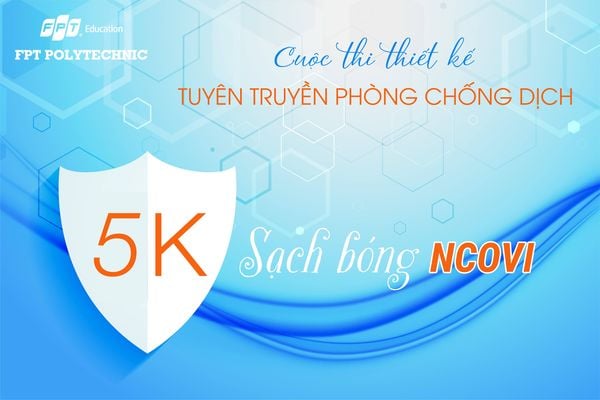 FPT Education
FPT POLYTECHNIC
Cuộc thi thiết kế
TUYÊN TRUYỀN PHÒNG CHỐNG DỊCH
5K
Sạch bóng NCOVI